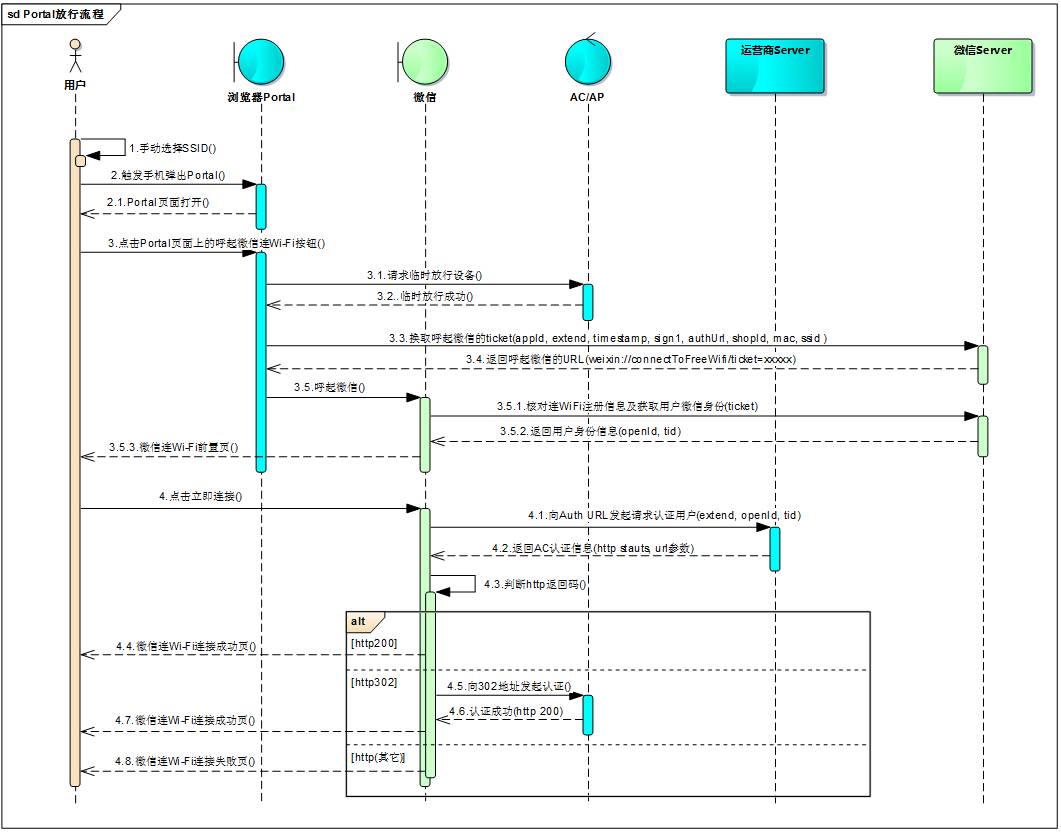 sd Portal放行流程
用户
浏览器Portal
微信
AC/AP
运营商Server
微信Server
1.手动选择SSID()
2.触发手机弹出Portal()
2.1.Portal页面打开()
3.点击Portal页面上的呼起微信连Wi-Fi按钮()
3.1.请求临时放行设备()
3.2..临时放行成功()
3.3.换取呼起微信的ticket(appId, extend, timestamp, sign1, authUrl, shopId, mac, ssid )
3.4.返回呼起微信的URL(weixin://connectToFreeWifi/ticket=xxxxx)
3.5.呼起微信()
3.5.1.核对连WiFi注册信息及获取用户微信身份(ticket)
3.5.2.返回用户身份信息(openId, tid)
3.5.3.微信连Wi-Fi前置页()
4.点击立即连接()
4.1.向Auth URL发起请求认证用户(extend, openId, tid)
4.2.返回AC认证信息(http stauts, url参数)
4.3.判断http返回码()
alt
[http200]
4.4.微信连Wi-Fi连接成功页()
[http302]
4.5.向302地址发起认证()
4.6.认证成功(http 200)
4.7.微信连Wi-Fi连接成功页()
[http(其它)]
4.8.微信连Wi-Fi连接失败页()